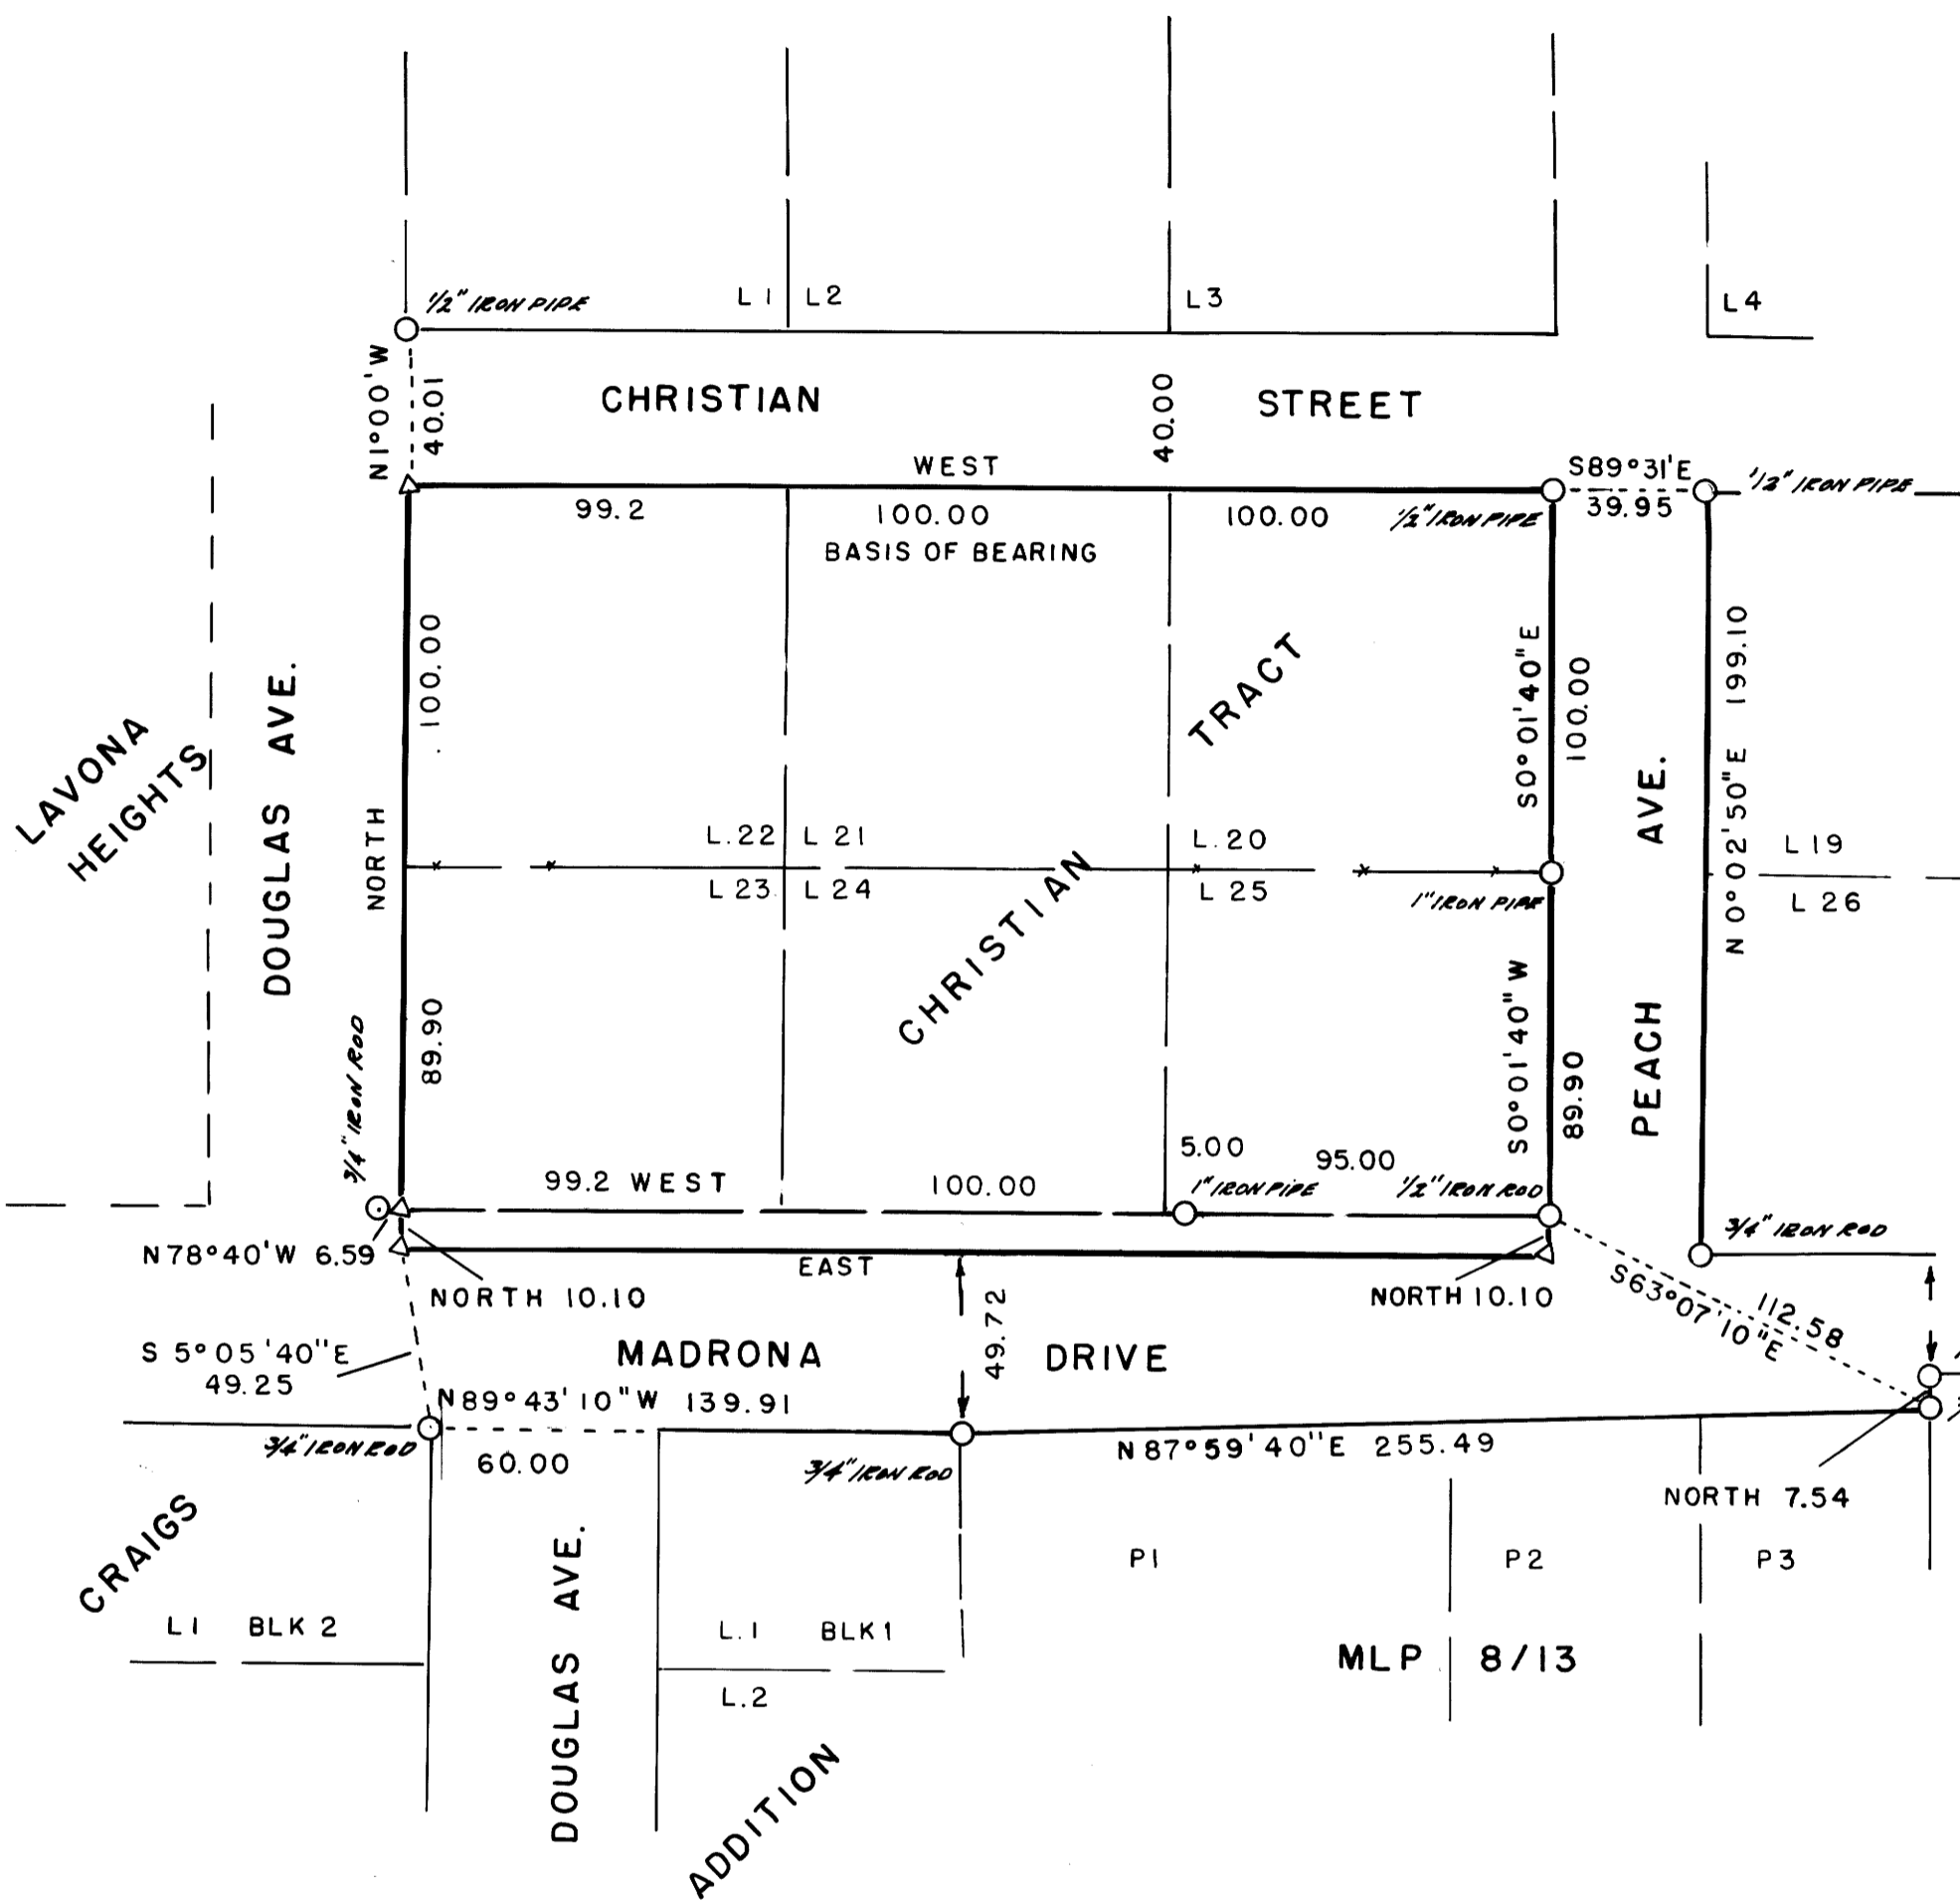 1/2" IRON PIPE
L 1
L2
L3
L4
N1°00'W
40.01
CHRISTIAN
40.00
STREET
WEST
S89°31'E
39.95
1/2" IRON PIPE
99.2
100.00
100.00
1/2" IRON PIPE
BASIS OF BEARING
LAVONA
HEIGHTS
DOUGLAS AVE.
NORTH
100.00
TRACT
S0°01'40"E
100.00
PEACH AVE.
N0°02'50"E 199.10
L.22
L 21
L.20
L19
L23
L24
L 25
L 26
1" IRON PIPE
CHRISTIAN
3/4" IRON ROD
89.90
S0°01'40"W
89.90
99.2 WEST
100.00
5.00
95.00
1" IRON PIPE
1/2" IRON ROD
3/4" IRON ROD
N78°40'W 6.59
EAST
NORTH 10.10
NORTH 10.10
S63°07'10"E
112.58
S 5°05'40"E
49.25
MADRONA
49.72
DRIVE
N89°43'10"W 139.91
3/4" IRON ROD
60.00
3/4" IRON ROD
N87°59'40"E 255.49
NORTH 7.54
CRAIGS
DOUGLAS AVE.
P1
P2
P3
L1
BLK 2
L.1
BLK 1
L.2
MLP
8/13
ADDITION